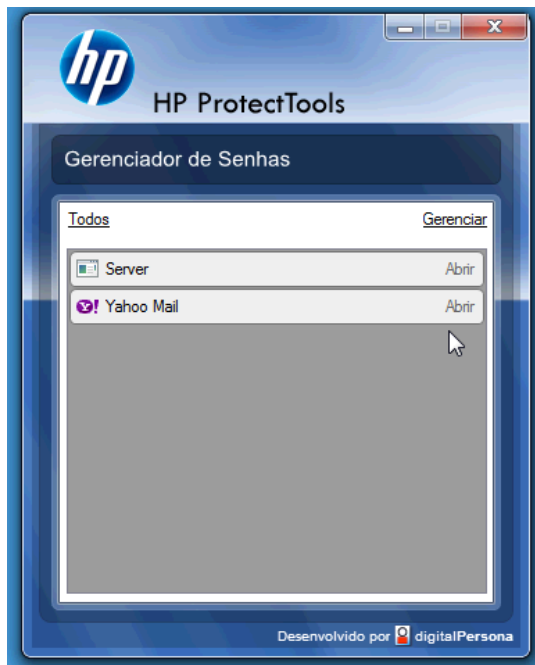 hp
HP ProtectTools
Gerenciador de Senhas
Todos Gerenciar
Server Abrir
Y! Yahoo Mail Abrir
Desenvolvido por digitalPersona